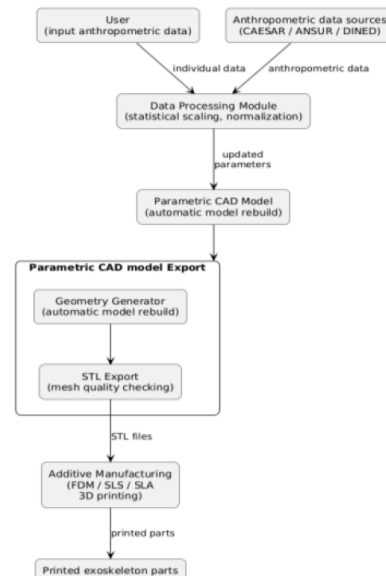 User
(input anthropometric data)
Anthropometric data sources
(CAESAR / ANSUR / DINED)
individual data
anthropometric data
Data Processing Module
(statistical scaling, normalization)
updated
parameters
Parametric CAD Model
(automatic model rebuild)
Parametric CAD model Export
Geometry Generator
(automatic model rebuild)
STL Export
(mesh quality checking)
STL files
Additive Manufacturing
(FDM / SLS / SLA
3D printing)
printed parts
Printed exoskeleton parts